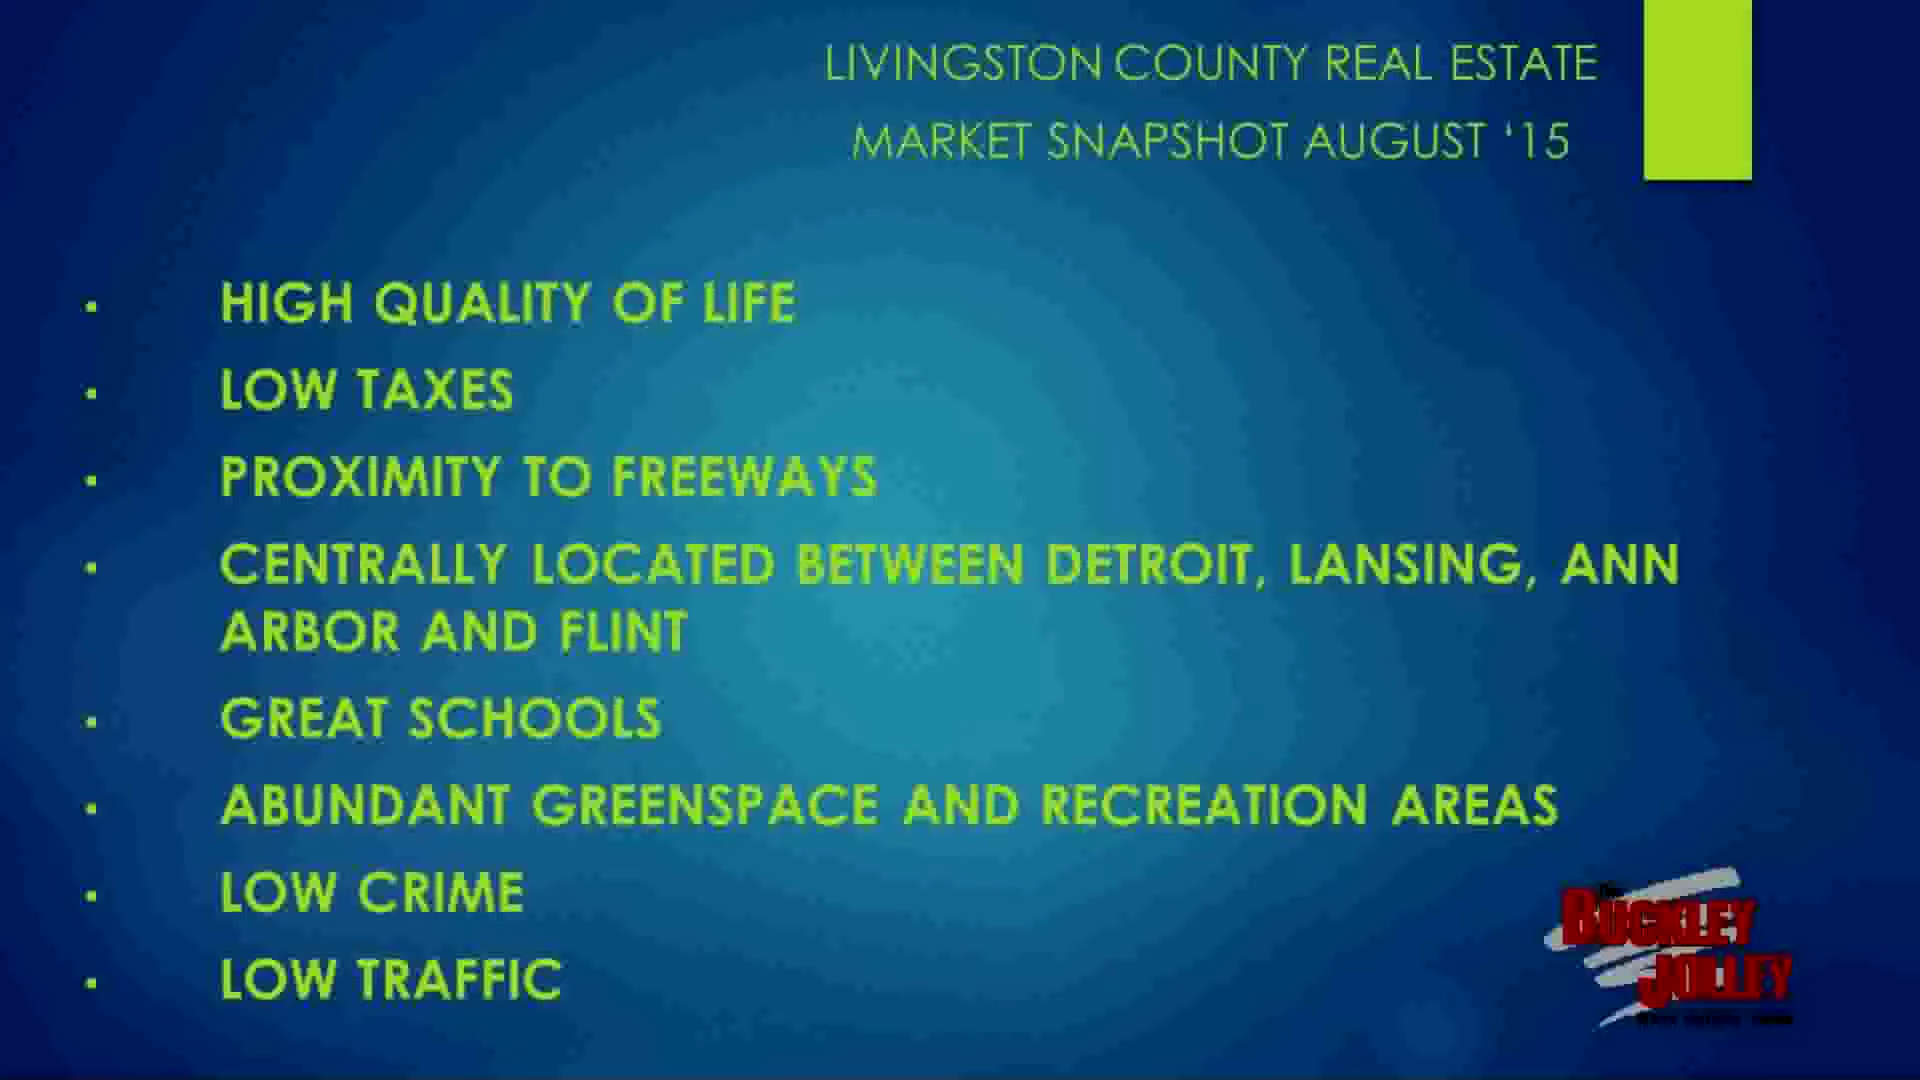 LIVINGSTON COUNTY REAL ESTATE
MARKET SNAPSHOT AUGUST ‘15
▪ HIGH QUALITY OF LIFE
▪ LOW TAXES
▪ PROXIMITY TO FREEWAYS
▪ CENTRALLY LOCATED BETWEEN DETROIT, LANSING, ANN
ARBOR AND FLINT
▪ GREAT SCHOOLS
▪ ABUNDANT GREENSPACE AND RECREATION AREAS
▪ LOW CRIME
▪ LOW TRAFFIC
The
BUCKLEY
JOLLEY